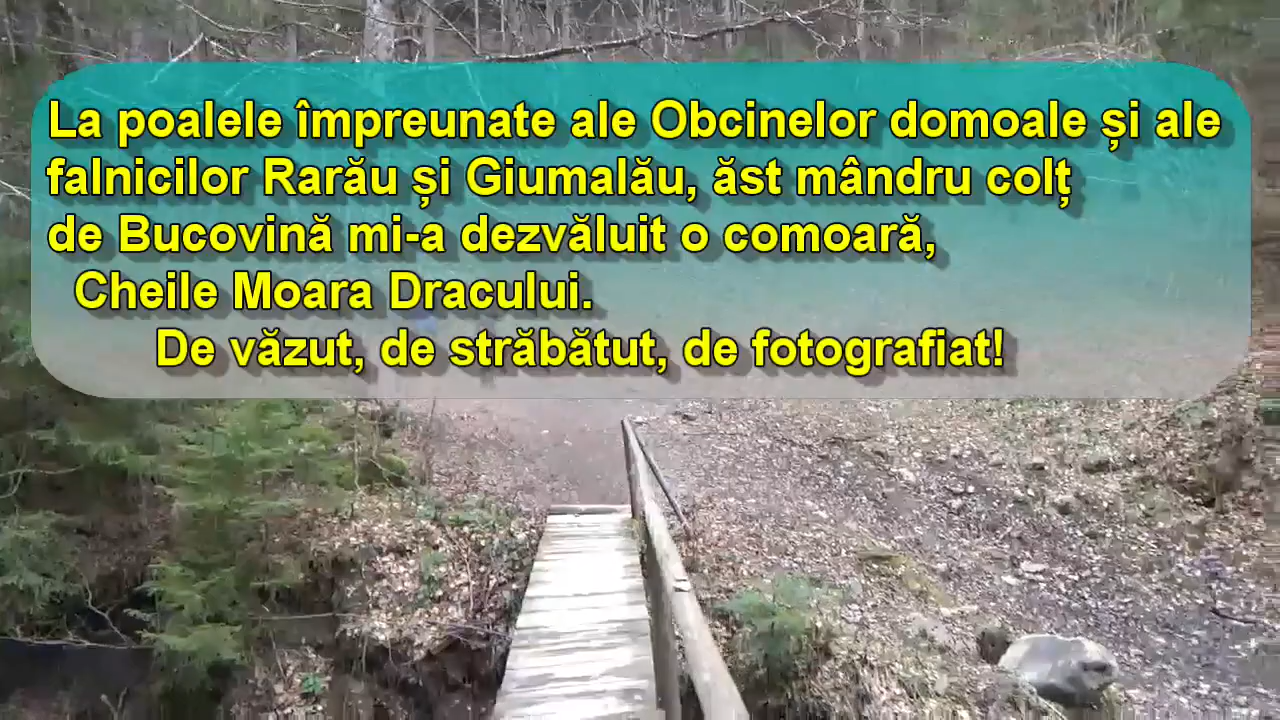 La poalele împreunate ale Obcinelor domoale și ale
falnicilor Rarău și Giumalău, ăst mândru colț
de Bucovină mi-a dezvăluit o comoară,
Cheile Moara Dracului.
De văzut, de străbătut, de fotografiat!